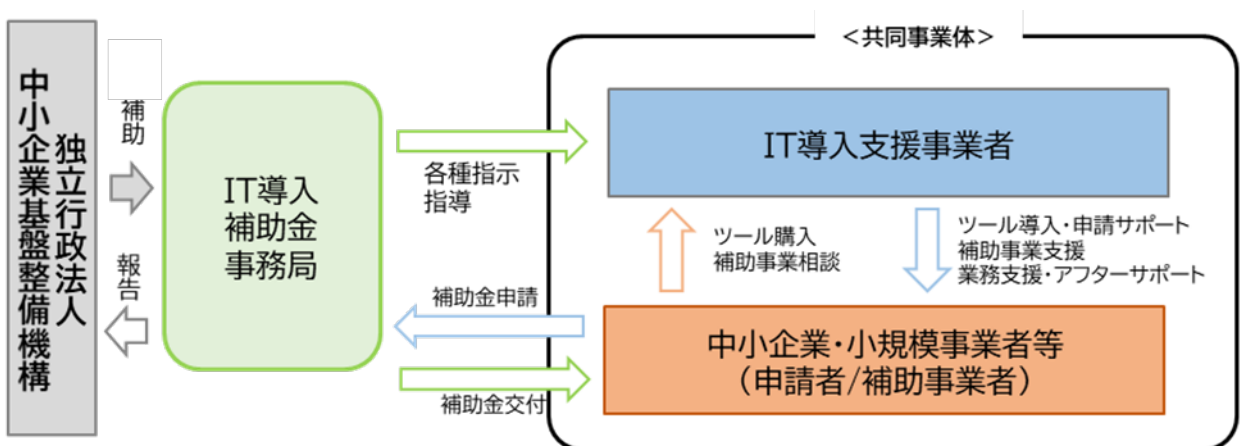 独立行政法人
中小企業基盤整備機構
補助
報告
IT導入
補助金
事務局
各種指示
指導
補助金申請
補助金交付
＜共同事業体＞
IT導入支援事業者
ツール購入
補助事業相談
ツール導入・申請サポート
補助事業支援
業務支援・アフターサポート
中小企業・小規模事業者等
（申請者/補助事業者）